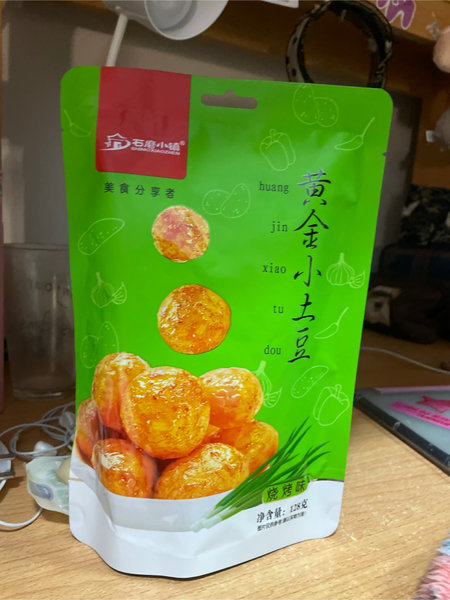 石磨小镇®
SHIMOXIAOZHEN
美食分享者
黄金小土豆
huang
jin
xiao
tu
dou
烧烤味
净含量：128克